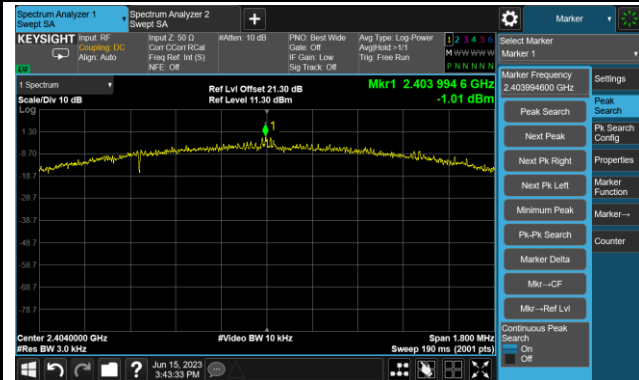 Spectrum Analyzer 1
Swept SA
Spectrum Analyzer 2
Swept SA
+
Marker
KEYSIGHT
Input: RF
Coupling: DC
Align: Auto
Input Z: 50 Ω
Corr CCorr RCal
Freq Ref: Int (S)
NFE: Off
#Atten: 10 dB
PNO: Best Wide
Gate: Off
IF Gain: Low
Sig Track: Off
Avg Type: Log-Power
Avg|Hold:>1/1
Trig: Free Run
1 2 3 4 5 6
M W W W W W
P N N N N N
Select Marker
Marker 1
1 Spectrum
Scale/Div 10 dB
Log
Ref Lvl Offset 21.30 dB
Ref Level 11.30 dBm
Mkr1 2.403 994 6 GHz
-1.01 dBm
1
1.30
-8.70
-18.7
-28.7
-38.7
-48.7
-58.7
-68.7
-78.7
Center 2.4040000 GHz
#Res BW 3.0 kHz
#Video BW 10 kHz
Span 1.800 MHz
Sweep 190 ms (2001 pts)
Marker Frequency
2.403994600 GHz
Peak Search
Next Peak
Next Pk Right
Next Pk Left
Minimum Peak
Pk-Pk Search
Marker Delta
Mkr→CF
Mkr→Ref Lvl
Continuous Peak
Search
On
Off
Settings
Peak
Search
Pk Search
Config
Properties
Marker
Function
Marker→
Counter
?
Jun 15, 2023
3:43:33 PM